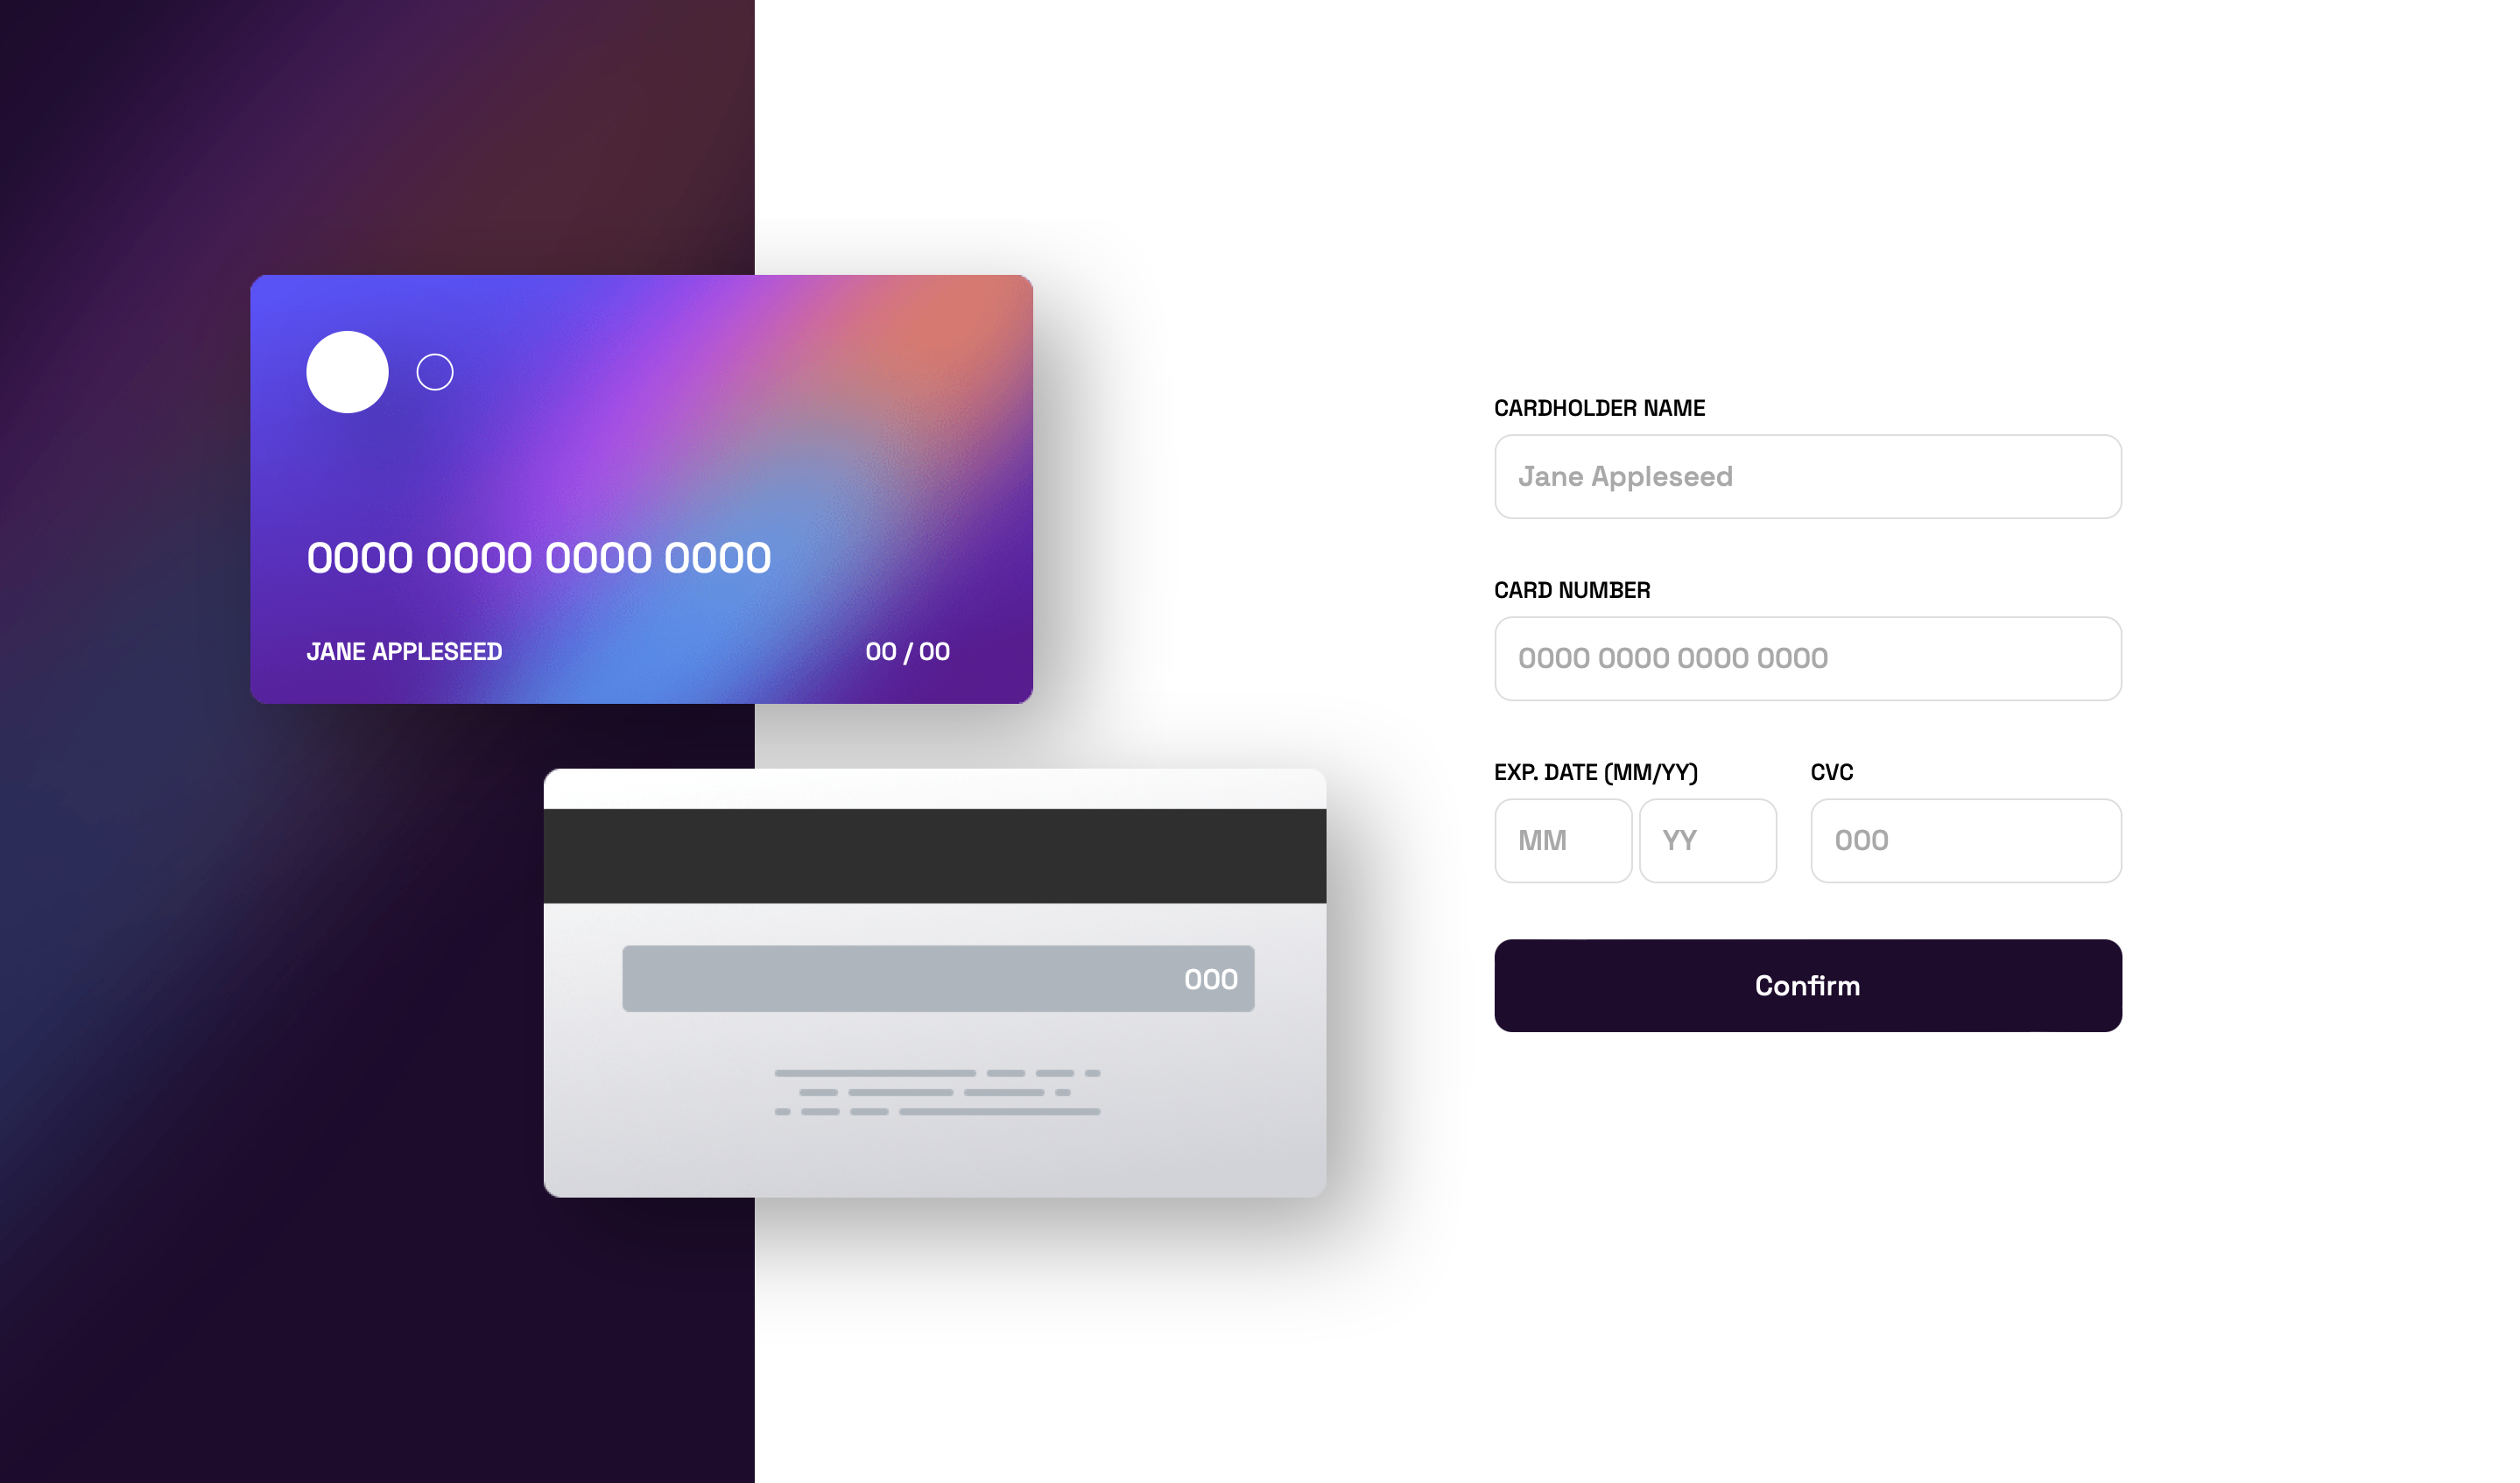 0000 0000 0000 0000
JANE APPLESEED 00 / 00
000
CARDHOLDER NAME
Jane Appleseed
CARD NUMBER
0000 0000 0000 0000
EXP. DATE (MM/YY) CVC
MM YY 000
Confirm